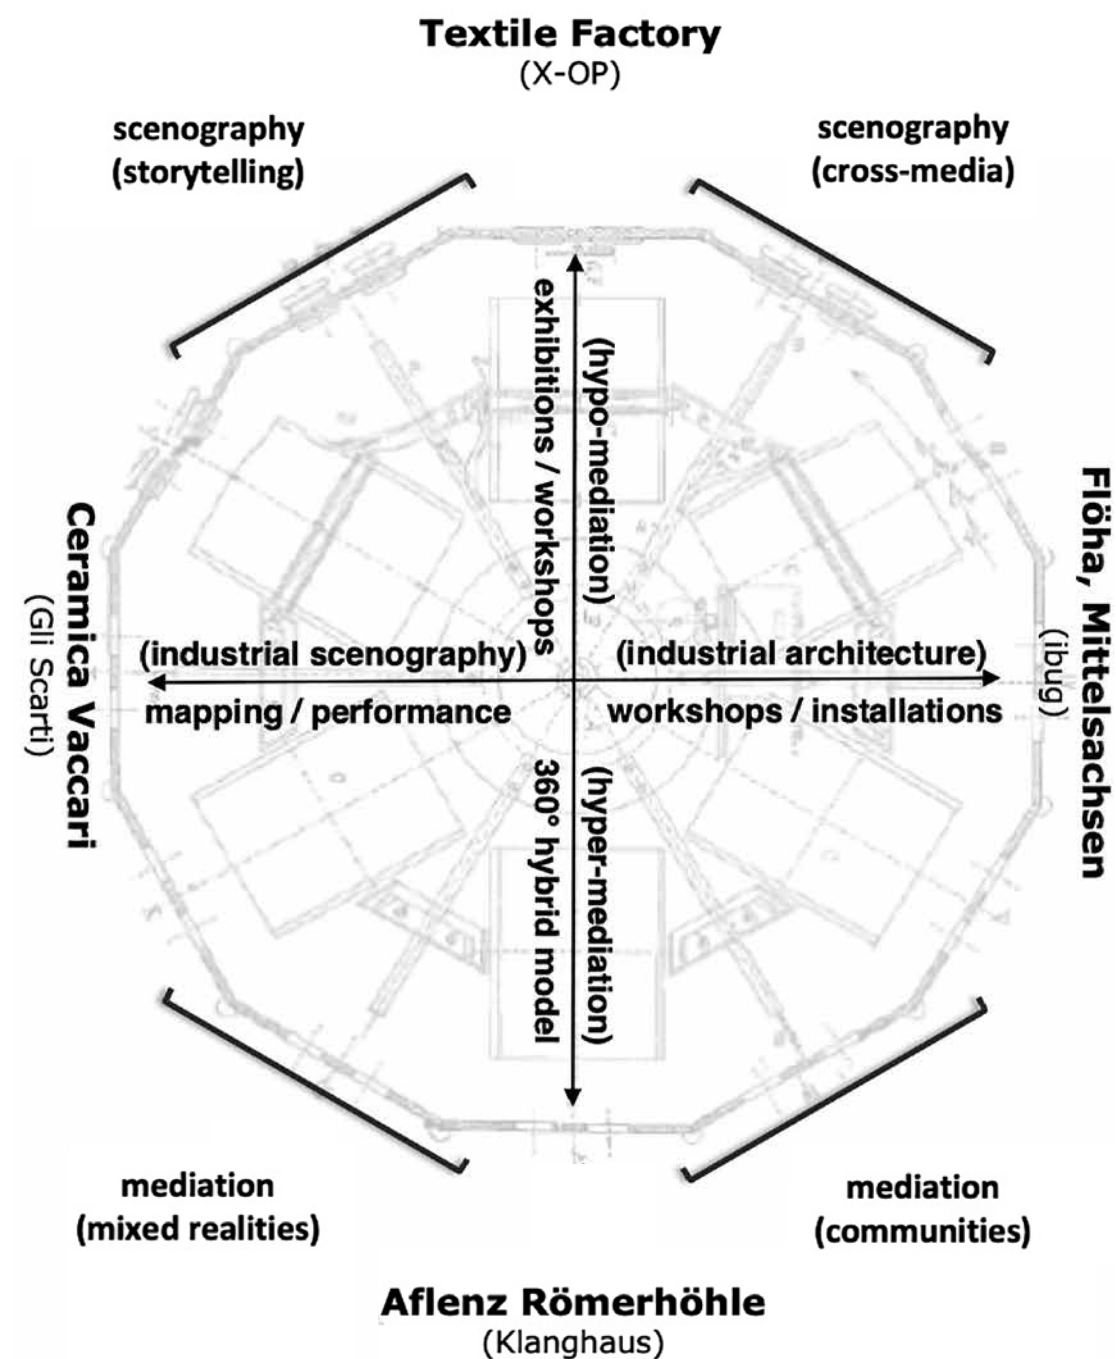 Textile Factory
(X-OP)
scenography
(storytelling)
scenography
(cross-media)
exhibitions / workshops
(hypo-mediation)
Ceramica Vaccari
(Gli Scarti)
Flöha, Mittelsachsen
(ibug)
(industrial scenography)
mapping / performance
(industrial architecture)
workshops / installations
360° hybrid model
(hyper-mediation)
mediation
(mixed realities)
mediation
(communities)
Aflenz Römerhöhle
(Klanghaus)